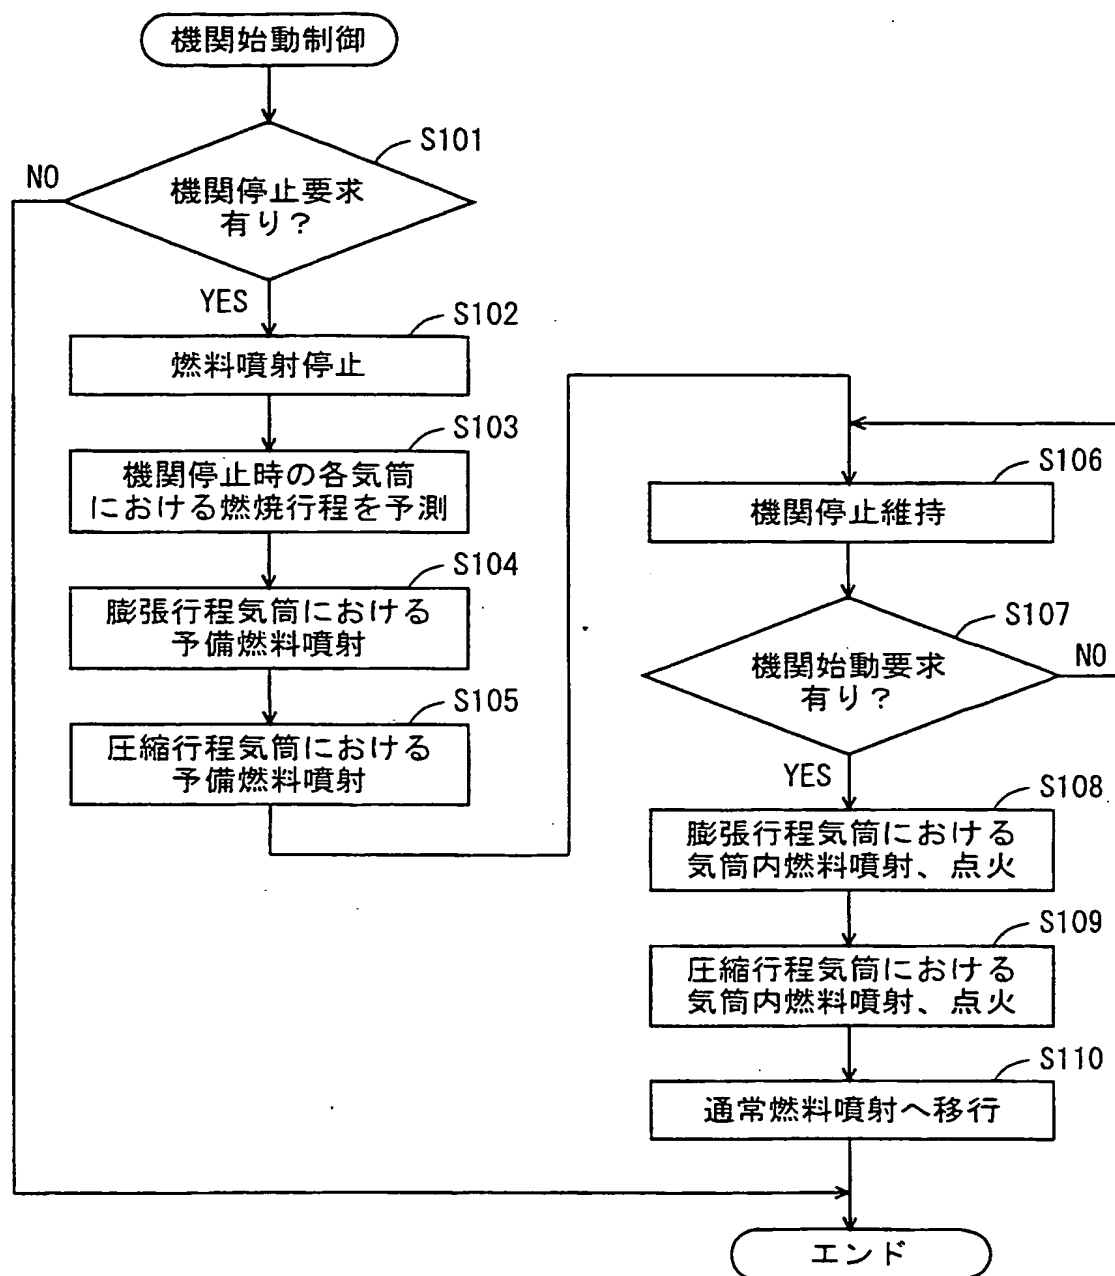 機関始動制御
S101
NO
機関停止要求
有り？
YES
S102
燃料噴射停止
S103
機関停止時の各気筒
における燃焼行程を予測
S104
膨張行程気筒における
予備燃料噴射
S105
圧縮行程気筒における
予備燃料噴射
S106
機関停止維持
S107
機関始動要求
有り？
NO
YES
S108
膨張行程気筒における
気筒内燃料噴射、点火
S109
圧縮行程気筒における
気筒内燃料噴射、点火
S110
通常燃料噴射へ移行
エンド